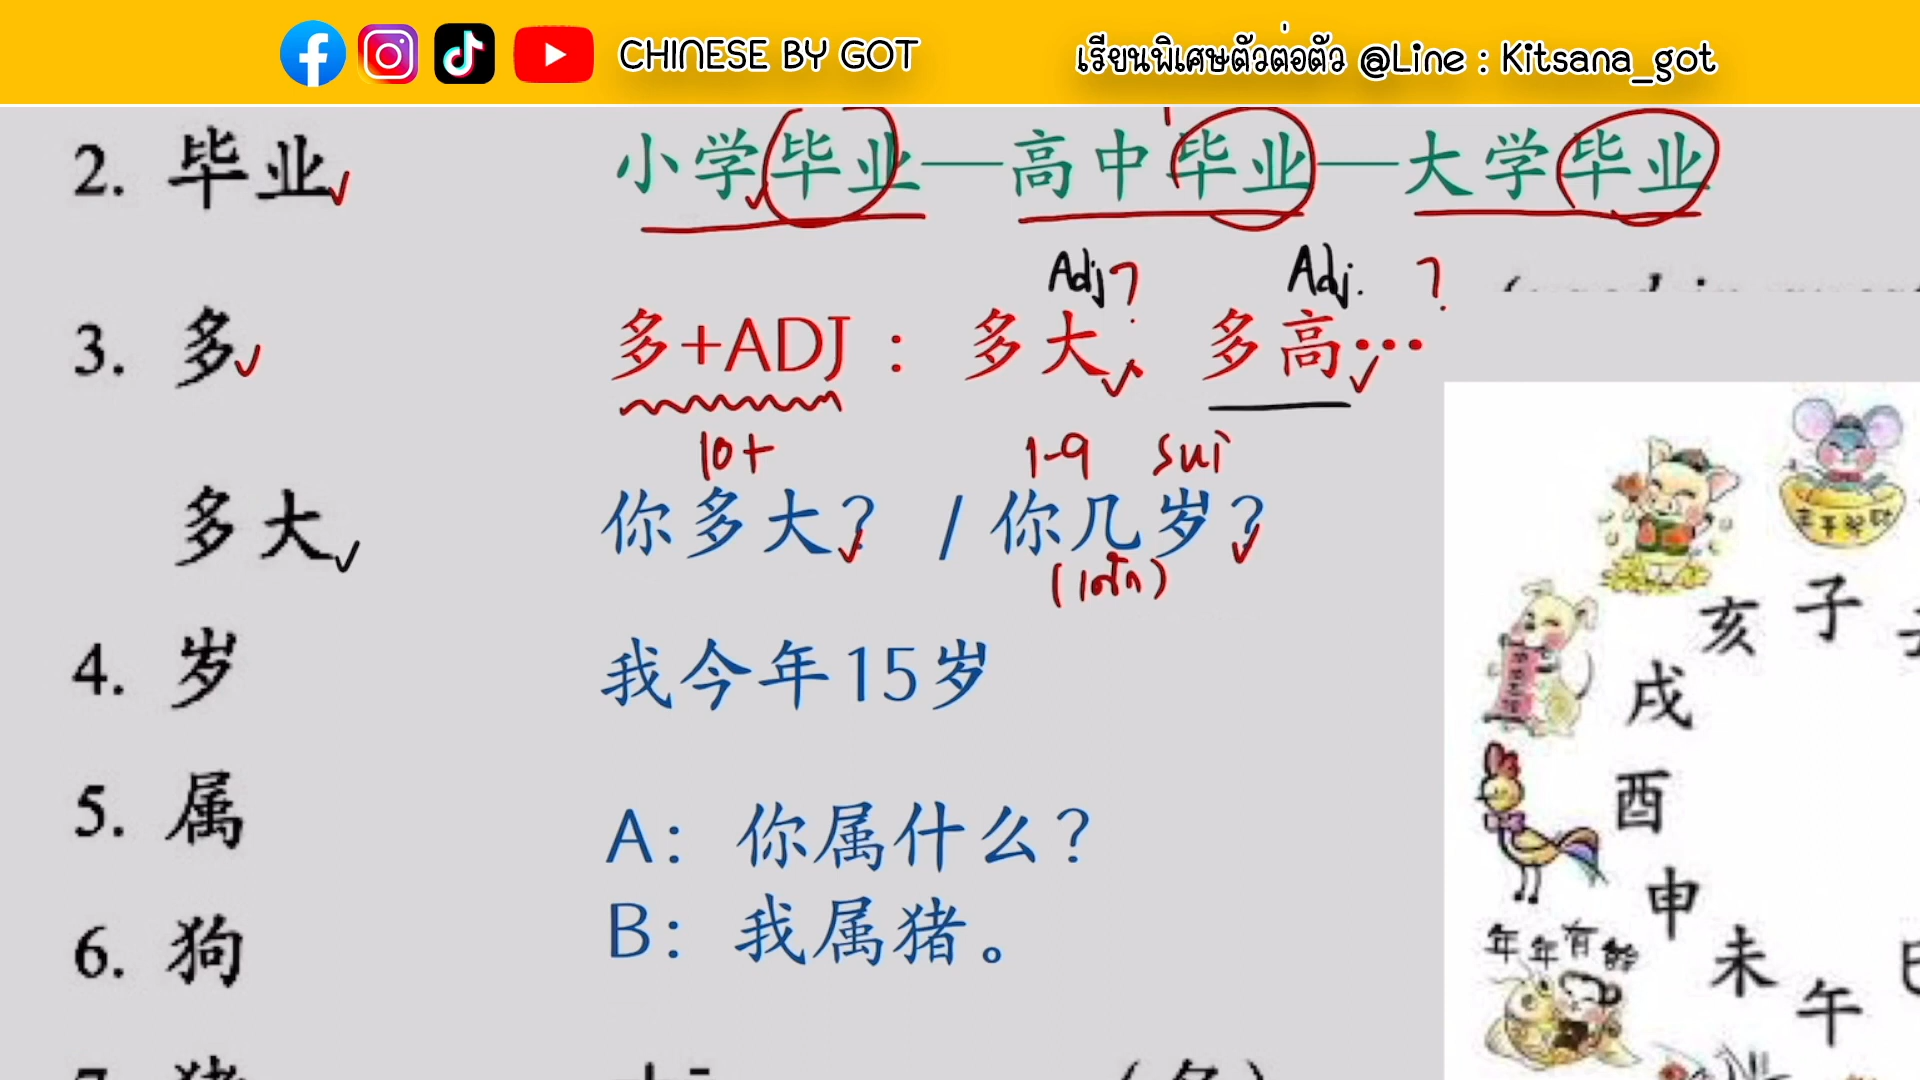 CHINESE BY GOT เรียนพิเศษตัวต่อตัว @Line : Kitsana_got
2. 毕业 小学毕业—高中毕业—大学毕业
Adj? Adj. ?
3. 多 多+ADJ : 多大 多高…
10+ 1-9 sui
多大 你多大? / 你几岁?
(เด็ก)
4. 岁 我今年15岁
5. 属 A: 你属什么?
6. 狗 B: 我属猪。
亥 子
戌
酉
申
未
午
年年有餘